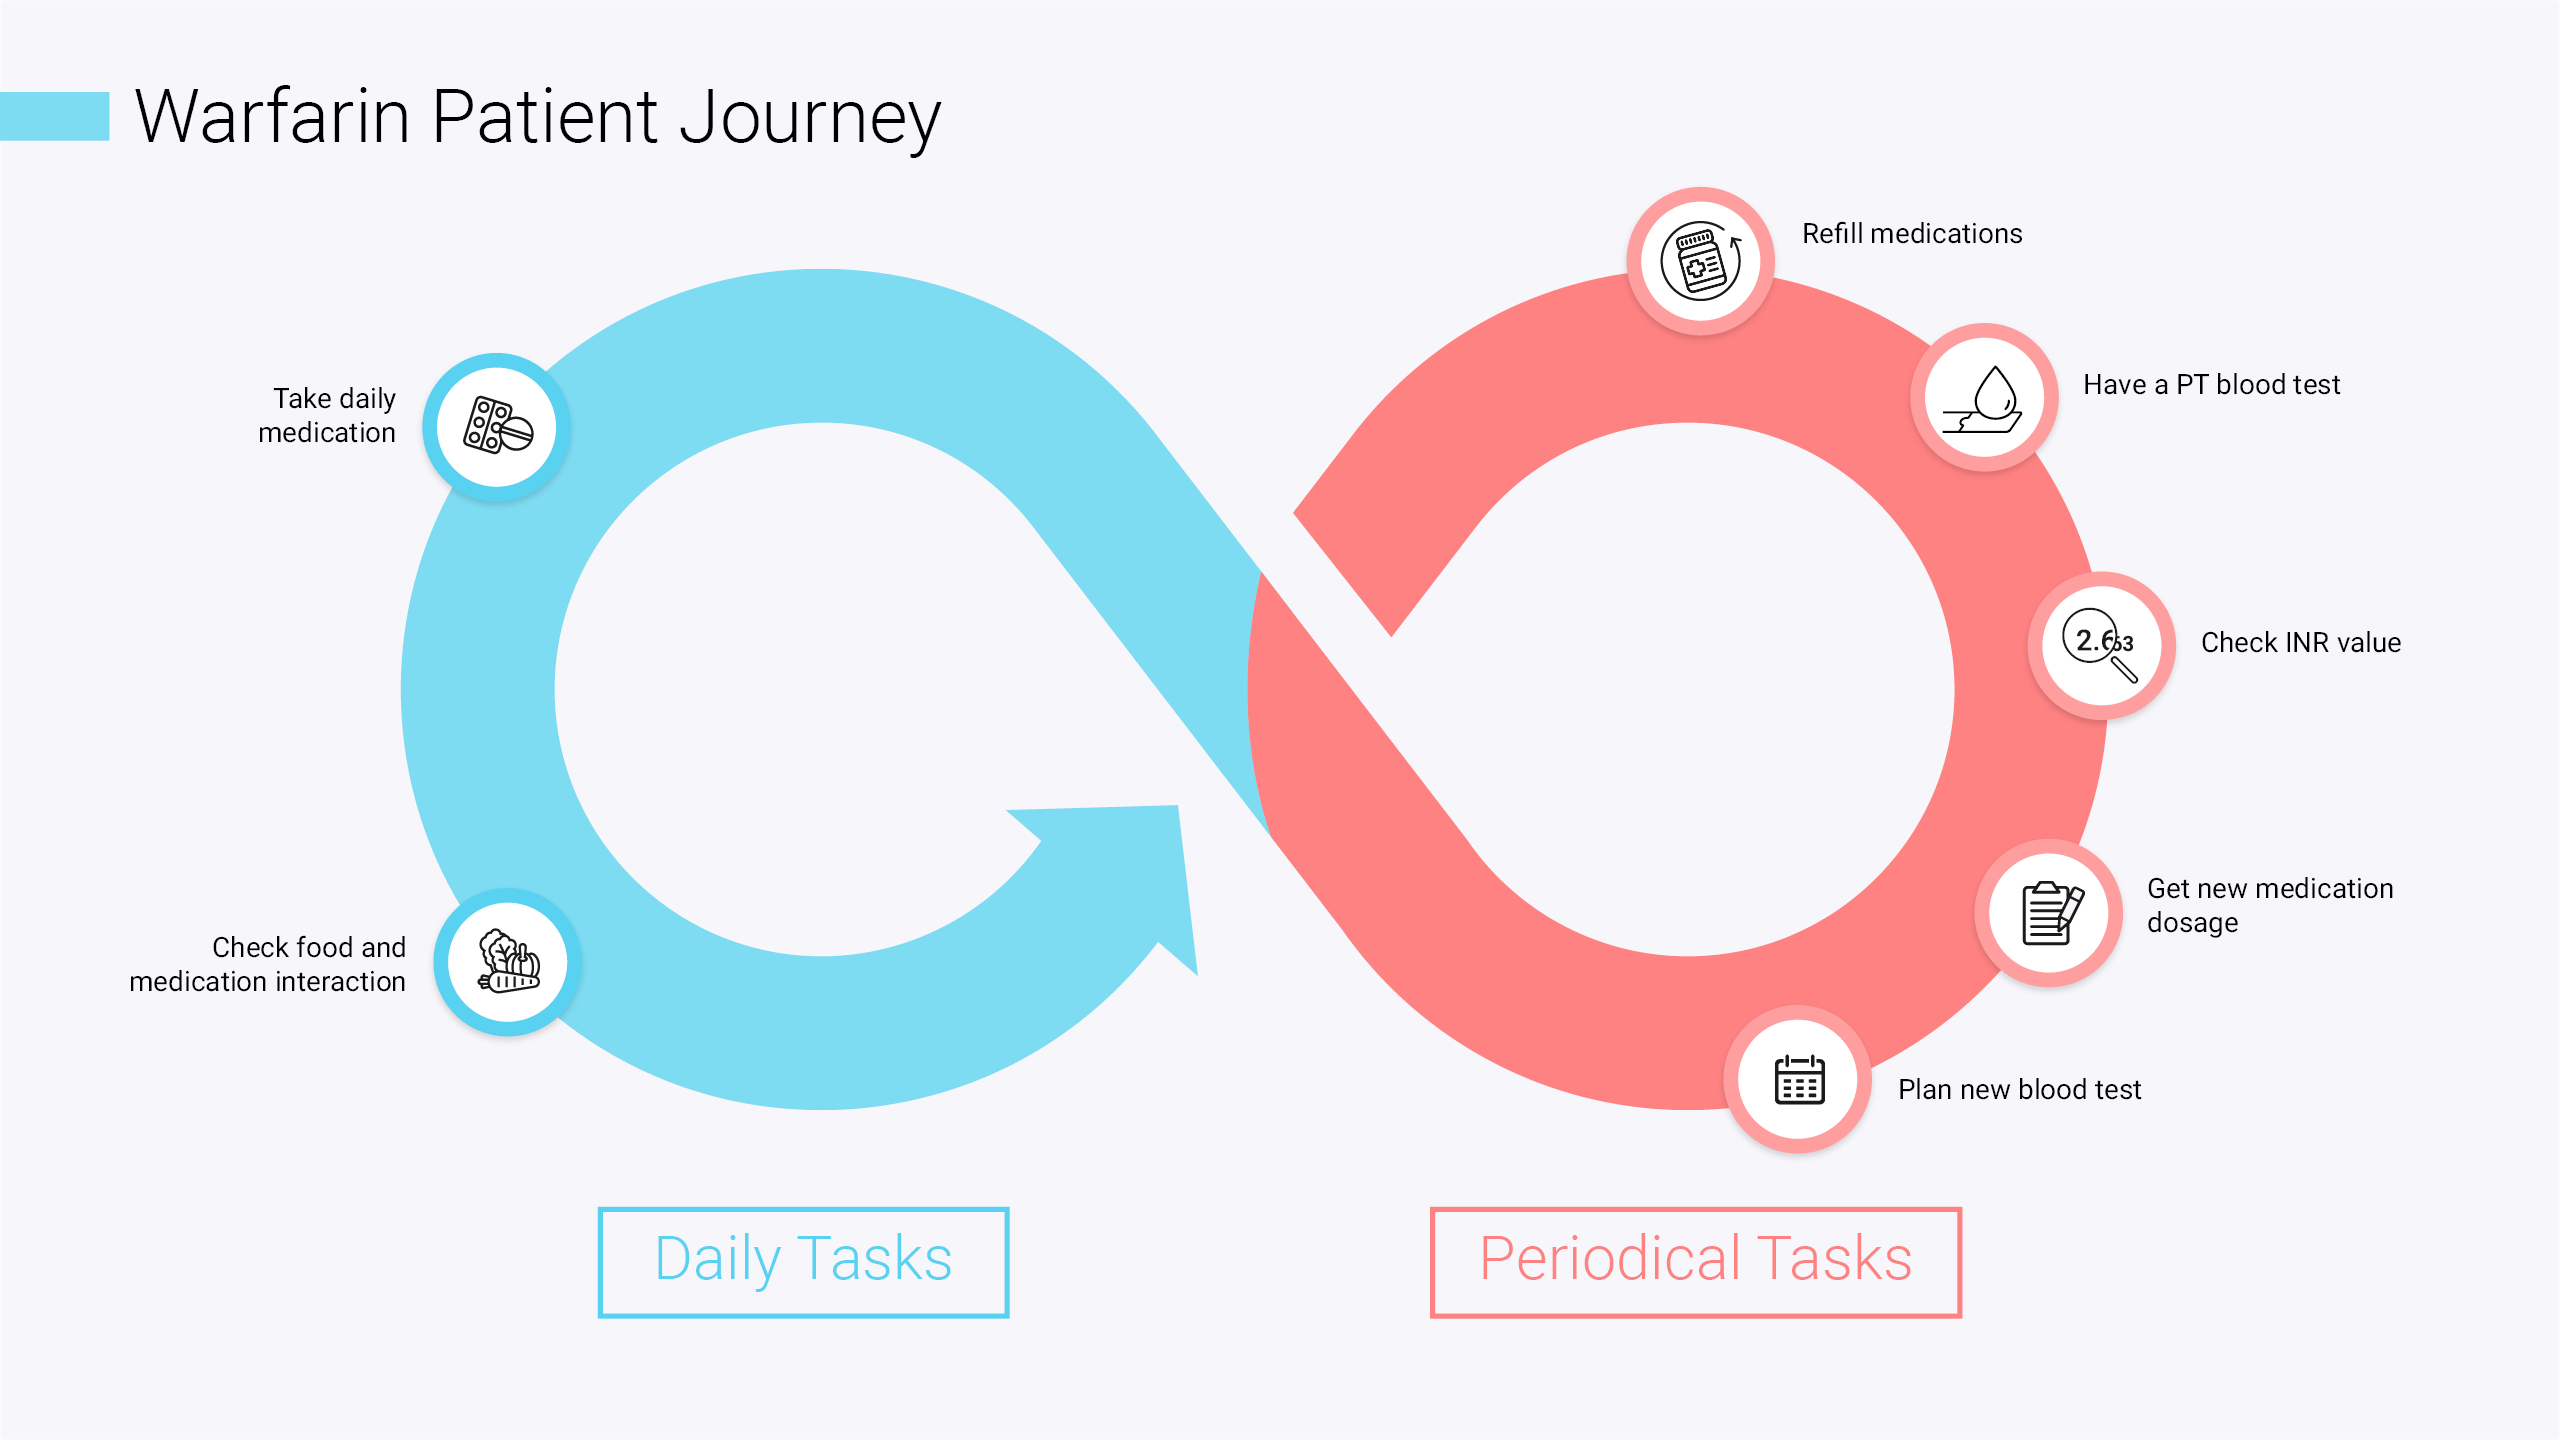 Warfarin Patient Journey
Take daily
medication
Check food and
medication interaction
Refill medications
Have a PT blood test
2.663
Check INR value
Get new medication
dosage
Plan new blood test
Daily Tasks
Periodical Tasks